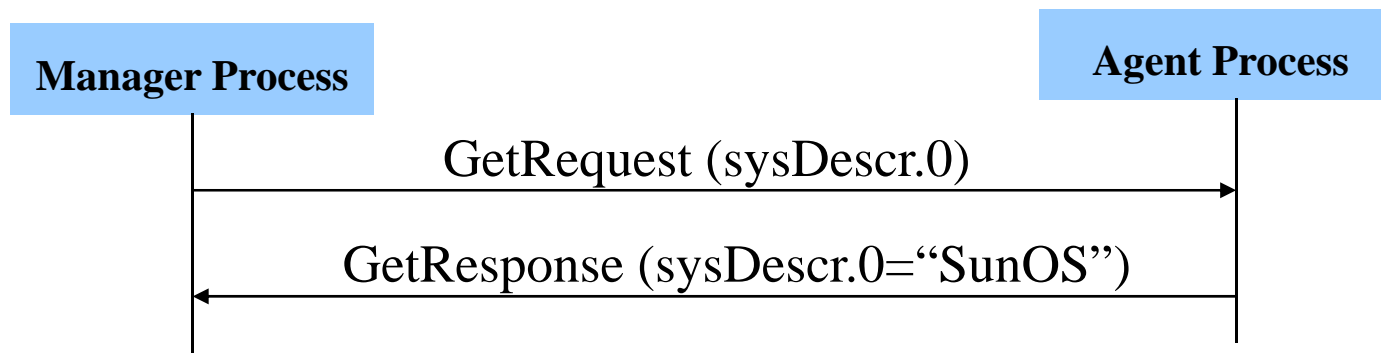 Manager Process
Agent Process
GetRequest (sysDescr.0)
GetResponse (sysDescr.0=“SunOS”)